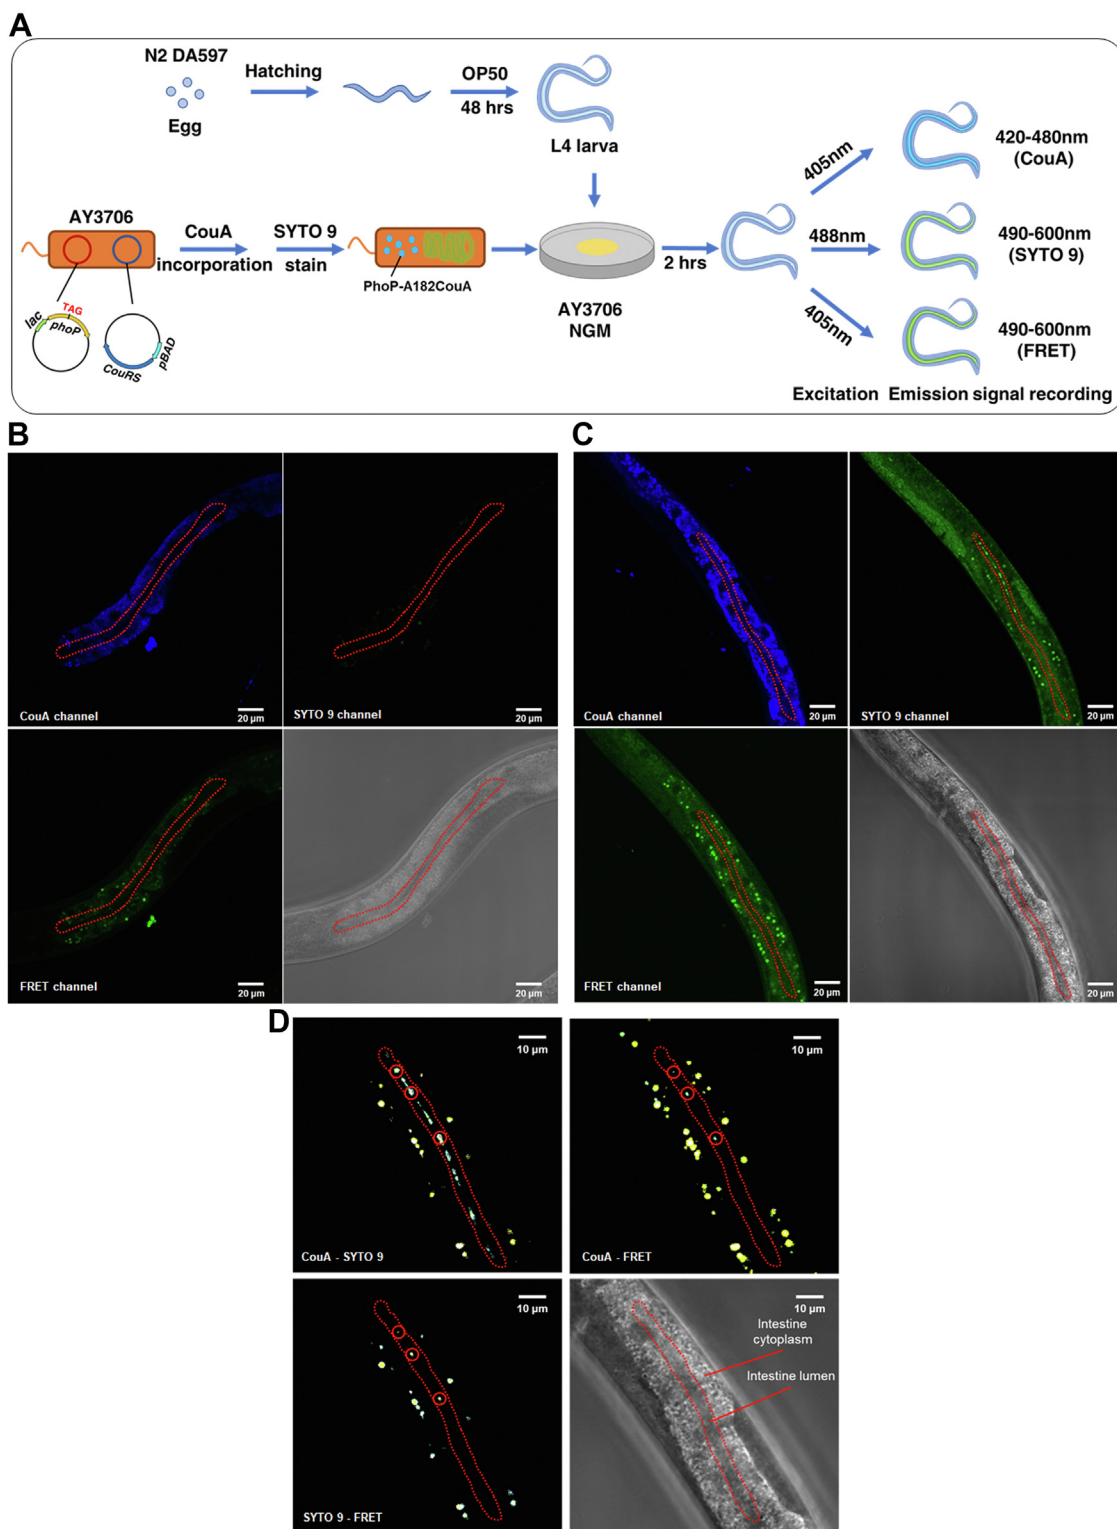 A
N2 DA597
Egg
Hatching
OP50
48 hrs
L4 larva
AY3706
CouA
incorporation
SYTO 9
stain
PhoP-A182CouA
AY3706
NGM
2 hrs
405nm
488nm
405nm
420-480nm
(CouA)
490-600nm
(SYTO 9)
490-600nm
(FRET)
Excitation
Emission signal recording
lac
TAG
phoP
CouRS
pBAD
B
CouA channel
20 µm
SYTO 9 channel
20 µm
FRET channel
20 µm
20 µm
C
CouA channel
20 µm
SYTO 9 channel
20 µm
FRET channel
20 µm
20 µm
D
10 µm
CouA - SYTO 9
10 µm
CouA - FRET
SYTO 9 - FRET
10 µm
Intestine
cytoplasm
Intestine lumen